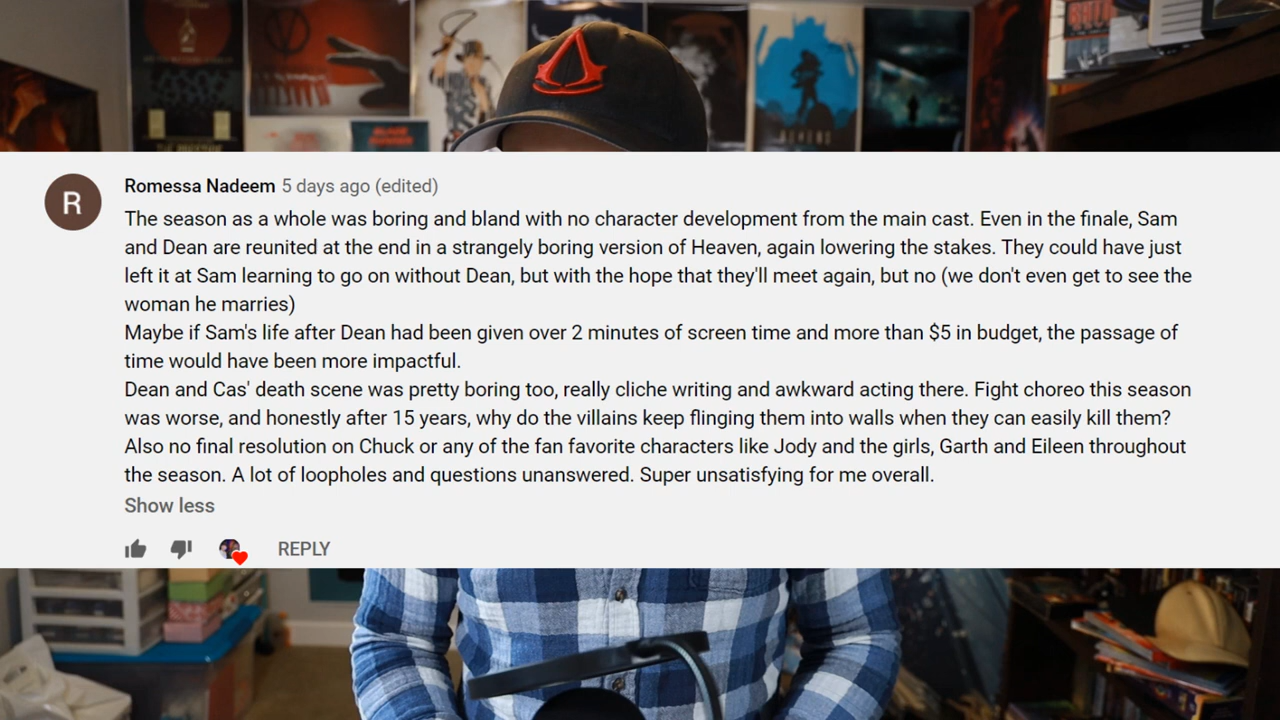 Romessa Nadeem 5 days ago (edited)
The season as a whole was boring and bland with no character development from the main cast. Even in the finale, Sam
and Dean are reunited at the end in a strangely boring version of Heaven, again lowering the stakes. They could have just
left it at Sam learning to go on without Dean, but with the hope that they'll meet again, but no (we don't even get to see the
woman he marries)
Maybe if Sam's life after Dean had been given over 2 minutes of screen time and more than $5 in budget, the passage of
time would have been more impactful.
Dean and Cas' death scene was pretty boring too, really cliche writing and awkward acting there. Fight choreo this season
was worse, and honestly after 15 years, why do the villains keep flinging them into walls when they can easily kill them?
Also no final resolution on Chuck or any of the fan favorite characters like Jody and the girls, Garth and Eileen throughout
the season. A lot of loopholes and questions unanswered. Super unsatisfying for me overall.
Show less
R
REPLY